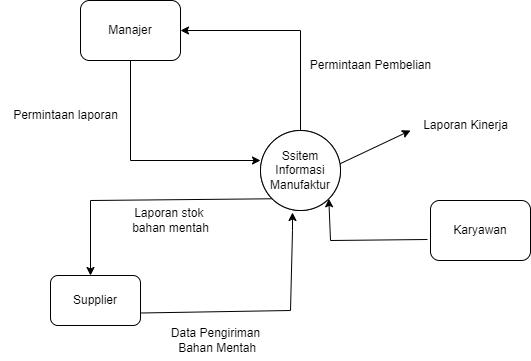 Manajer
Permintaan Pembelian
Permintaan laporan
Laporan Kinerja
Ssitem
Informasi
Manufaktur
Laporan stok
bahan mentah
Karyawan
Supplier
Data Pengiriman
Bahan Mentah